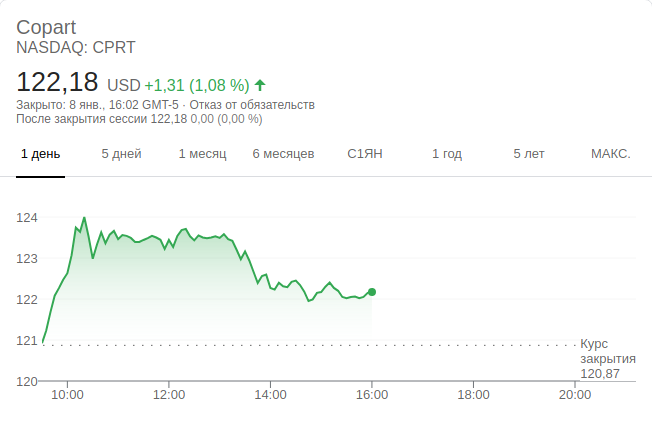 Copart
NASDAQ: CPRT
122,18 USD +1,31 (1,08 %)
Закрыто: 8 янв., 16:02 GMT-5 · Отказ от обязательств
После закрытия сессии 122,18 0,00 (0,00 %)
1 день 5 дней 1 месяц 6 месяцев С1ЯН 1 год 5 лет МАКС.
124
123
122
121
Курс
закрытия
120,87
120
10:00 12:00 14:00 16:00 18:00 20:00